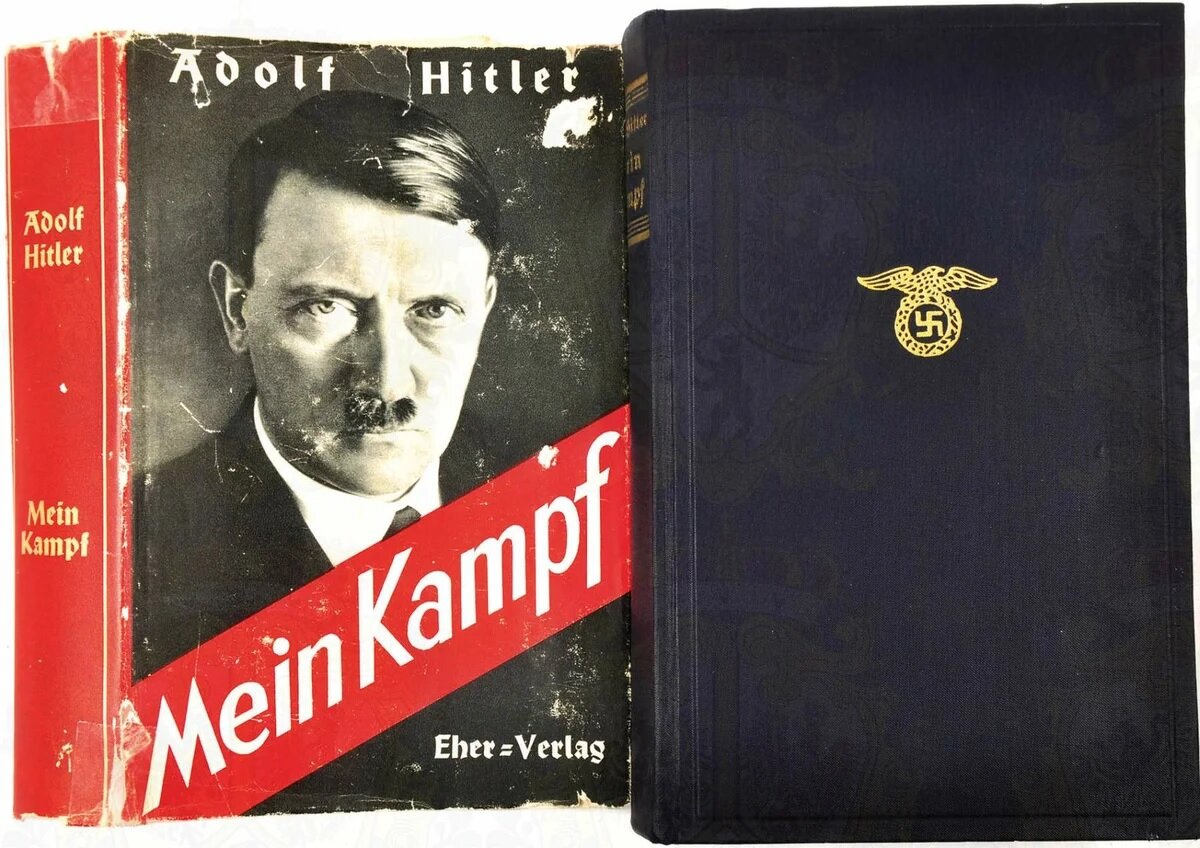 Adolf
Hitler
Mein
Kampf
Adolf Hitler
Mein Kampf
Eher=Verlag